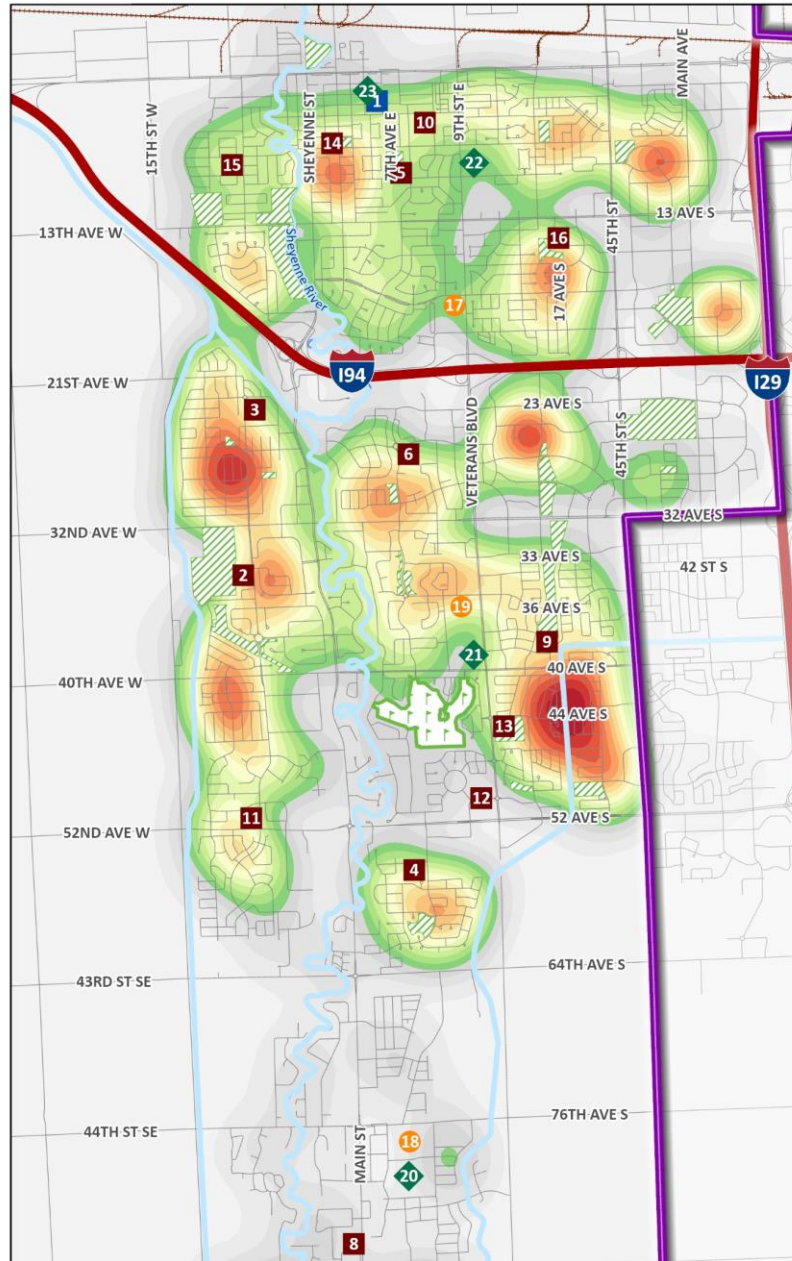 MAIN AVE
23
1
7TH AVE E
10
9TH ST E
SHEYENNE ST
14
5
22
15TH ST W
15
13 AVE S
45TH ST
13TH AVE W
16
Sheyenne River
17 AVE S
17
I94
I29
21ST AVE W
3
23 AVE S
VETERANS BLVD
45TH ST S
6
32 AVE S
32ND AVE W
33 AVE S
42 ST S
2
19
36 AVE S
9
21
40 AVE S
40TH AVE W
44 AVE S
13
12
11
52 AVE S
52ND AVE W
4
64TH AVE S
43RD ST SE
76TH AVE S
44TH ST SE
MAIN ST
18
20
8